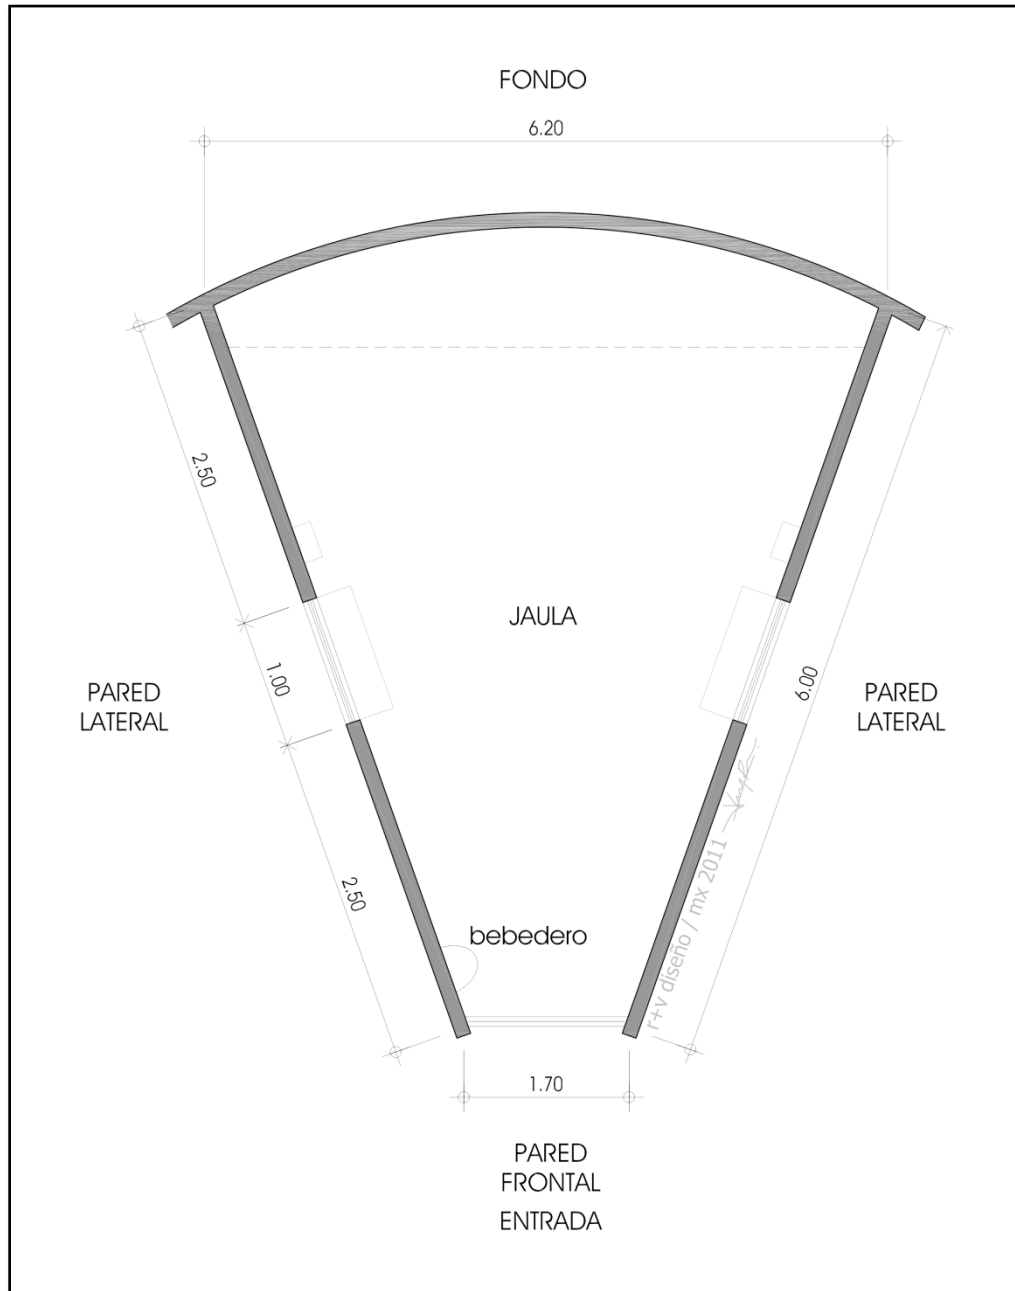 FONDO
6.20
2.50
JAULA
1.00
6.00
PARED
LATERAL
PARED
LATERAL
2.50
bebedero
r+v diseño / mx 2011
1.70
PARED
FRONTAL
ENTRADA